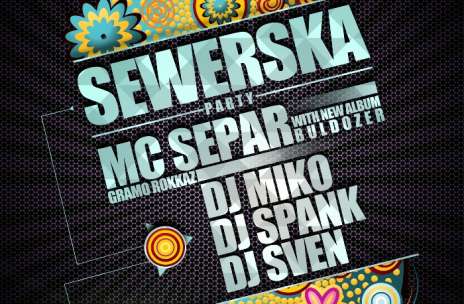 SEWERSKA
PARTY
MC SEPAR
WITH NEW ALBUM
BULDOZER
GRAMO ROKKAZ
DJ MIKO
DJ SPANK
DJ SVEN